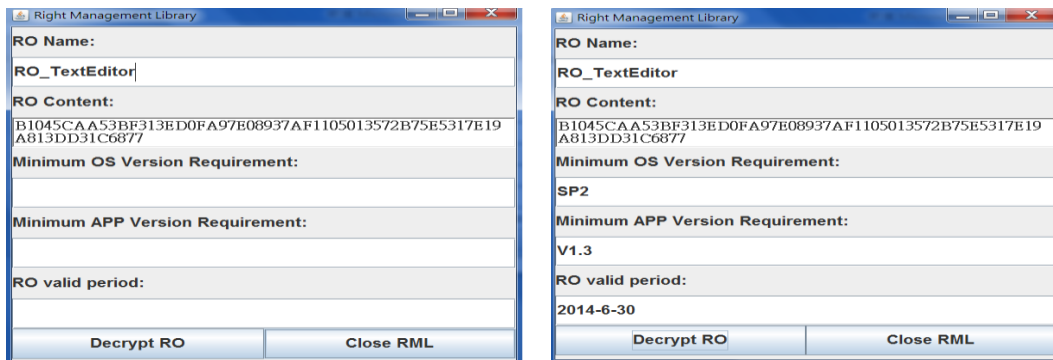 Right Management Library
RO Name:
RO_TextEditor
RO Content:
B1045CAA53BF313ED0FA97E08937AF1105013572B75E5317E19
A813DD31C6877
Minimum OS Version Requirement:
Minimum APP Version Requirement:
RO valid period:
Decrypt RO
Close RML
Right Management Library
RO Name:
RO_TextEditor
RO Content:
B1045CAA53BF313ED0FA97E08937AF1105013572B75E5317E19
A813DD31C6877
Minimum OS Version Requirement:
SP2
Minimum APP Version Requirement:
V1.3
RO valid period:
2014-6-30
Decrypt RO
Close RML